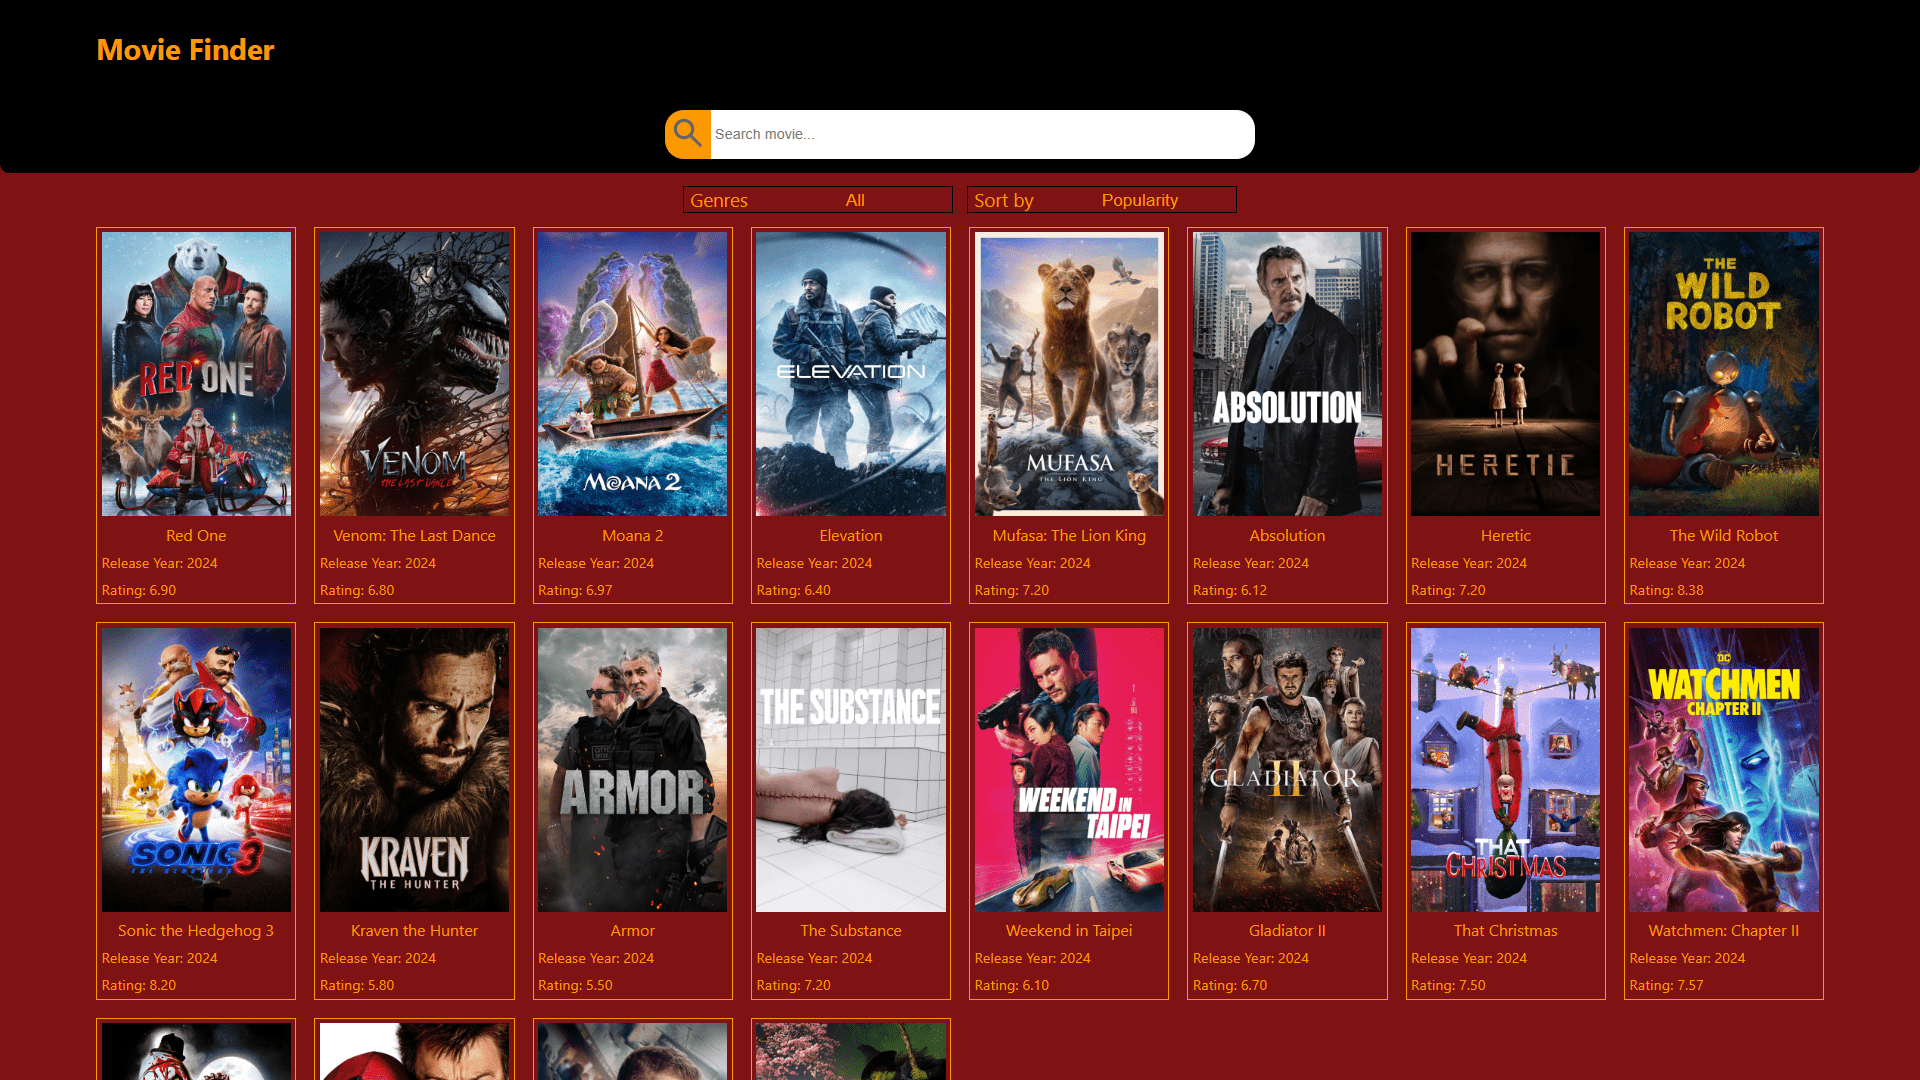 Movie Finder
Search movie...
Genres All Sort by Popularity
RED ONE
VENOM
THE LAST DANCE
MOANA 2
ELEVATION
MUFASA
THE LION KING
ABSOLUTION
HERETIC
THE
WILD
ROBOT
Red One
Release Year: 2024
Rating: 6.90
Venom: The Last Dance
Release Year: 2024
Rating: 6.80
Moana 2
Release Year: 2024
Rating: 6.97
Elevation
Release Year: 2024
Rating: 6.40
Mufasa: The Lion King
Release Year: 2024
Rating: 7.20
Absolution
Release Year: 2024
Rating: 6.12
Heretic
Release Year: 2024
Rating: 7.20
The Wild Robot
Release Year: 2024
Rating: 8.38
SONIC 3
THE HEDGEHOG
KRAVEN
THE HUNTER
ARMOR
THE SUBSTANCE
WEEKEND IN
TAIPEI
GLADIATOR
II
THAT
CHRISTMAS
DC
WATCHMEN
CHAPTER II
Sonic the Hedgehog 3
Release Year: 2024
Rating: 8.20
Kraven the Hunter
Release Year: 2024
Rating: 5.80
Armor
Release Year: 2024
Rating: 5.50
The Substance
Release Year: 2024
Rating: 7.20
Weekend in Taipei
Release Year: 2024
Rating: 6.10
Gladiator II
Release Year: 2024
Rating: 6.70
That Christmas
Release Year: 2024
Rating: 7.50
Watchmen: Chapter II
Release Year: 2024
Rating: 7.57